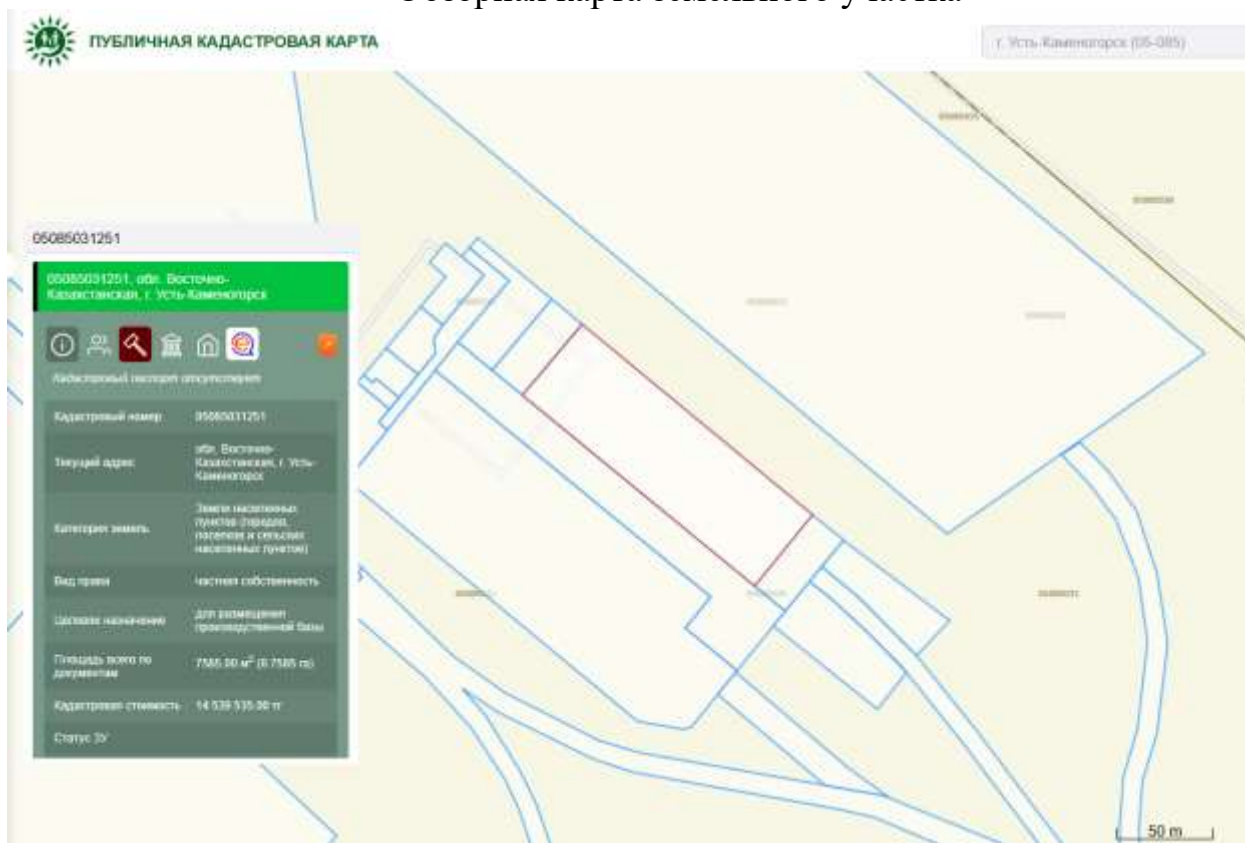 Обзорная карта земельного участка
ПУБЛИЧНАЯ КАДАСТРОВАЯ КАРТА
г. Усть-Каменогорск (05-085)
05085031251
05085031251, обл. Восточно-
Казахстанская, г. Усть-Каменогорск
Кадастровый паспорт отсутствует
Кадастровый номер 05085031251
Текущий адрес обл. Восточно-
Казахстанская, г. Усть-
Каменогорск
Категория земель Земли населенных
пунктов (городов,
поселков и сельских
населенных пунктов)
Вид права частная собственность
Целевое назначение для размещения
производственной базы
Площадь всего по
документам 7585.00 м² (0.7585 га)
Кадастровая стоимость 14 539 535.00 тг
Статус ЗУ
50 m